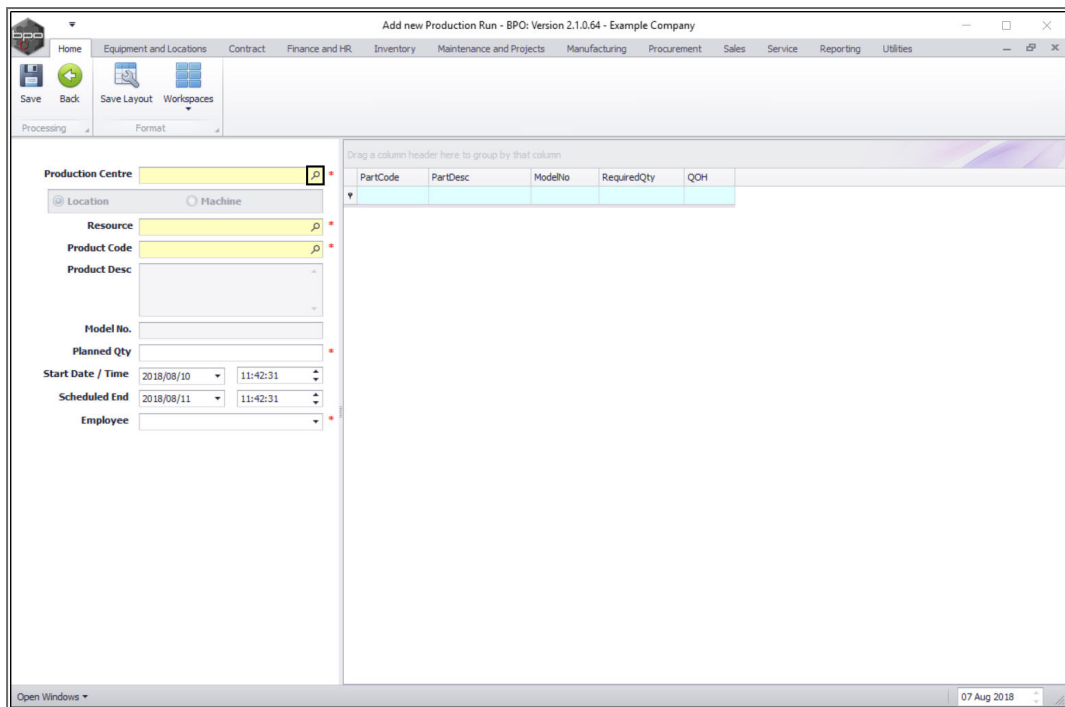 Add new Production Run - BPO: Version 2.1.0.64 - Example Company
bpo
Home Equipment and Locations Contract Finance and HR Inventory Maintenance and Projects Manufacturing Procurement Sales Service Reporting Utilities
Save Back Save Layout Workspaces
Processing Format
Drag a column header here to group by that column
Production Centre *
PartCode PartDesc ModelNo RequiredQty QOH
Location Machine
Resource *
Product Code *
Product Desc
Model No.
Planned Qty *
Start Date / Time 2018/08/10 11:42:31
Scheduled End 2018/08/11 11:42:31
Employee *
Open Windows 07 Aug 2018